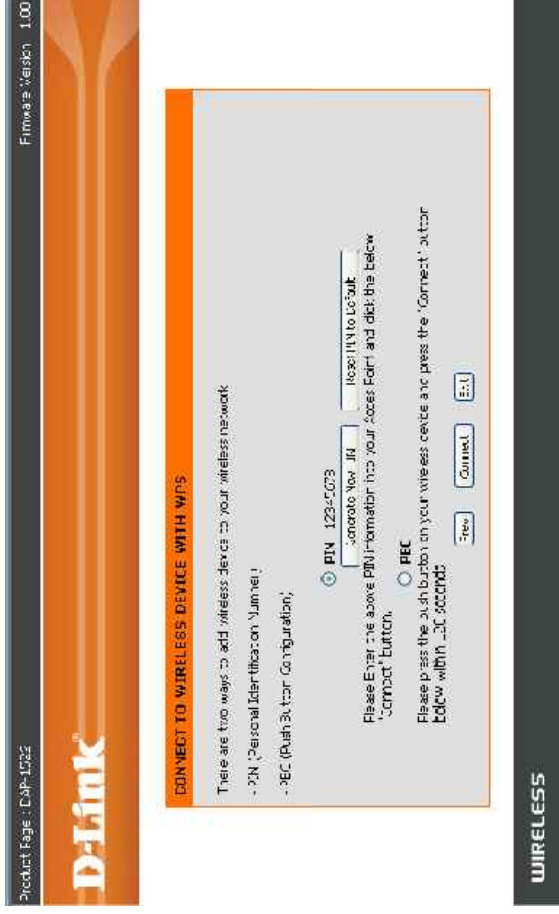 Product Page : DAP-1522 Firmware Version : 1.00
D-Link
CONNECT TO WIRELESS DEVICE WITH WPS
There are two ways to add wireless device to your wireless network
- PIN (Personal Identification Number)
- PBC (Push Button Configuration)
PIN 12345678
Generate New PIN Reset PIN to Default
Please Enter the above PIN information into your Access Point and click the below
"Connect" button.
PBC
Please press the push button on your wireless device and press the "Connect" button
below within 120 seconds
Prev Connect Exit
WIRELESS